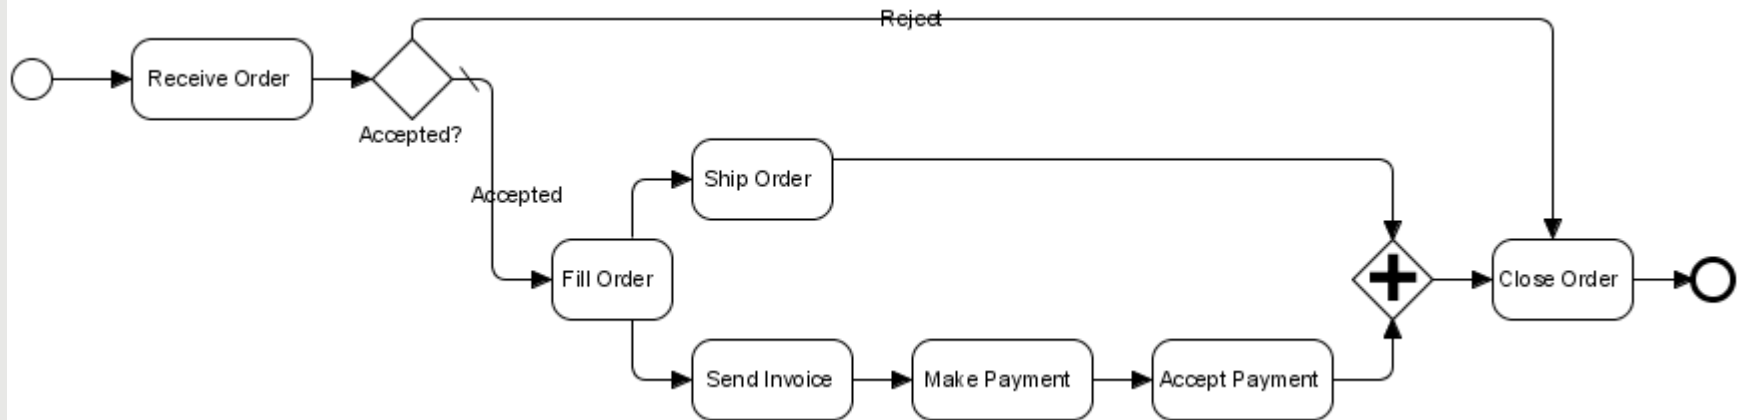 Reject
Receive Order
Accepted?
Accepted
Ship Order
Fill Order
Close Order
Send Invoice
Make Payment
Accept Payment